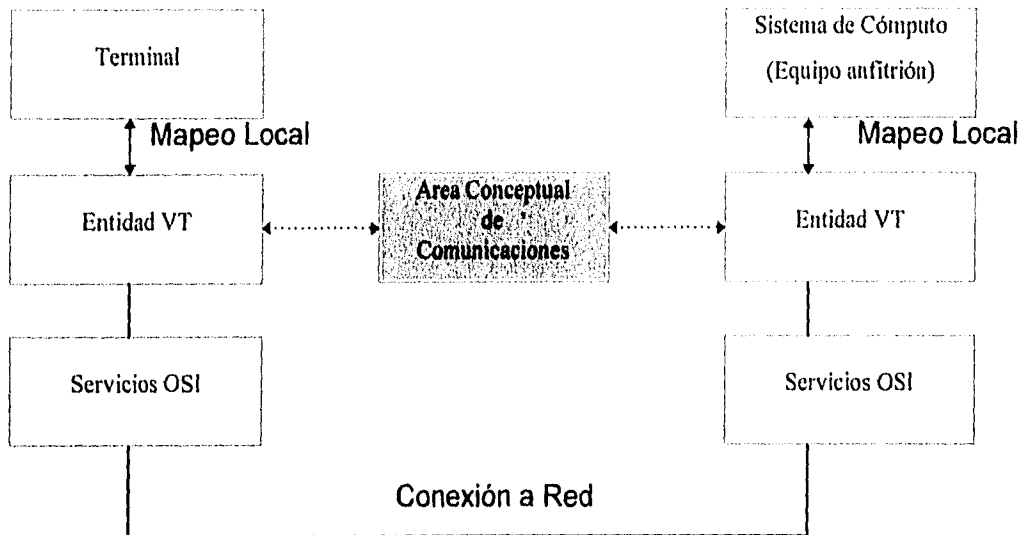 Terminal
Sistema de Cómputo
(Equipo anfitrión)
Mapeo Local
Mapeo Local
Entidad VT
Area Conceptual
de
Comunicaciones
Entidad VT
Servicios OSI
Servicios OSI
Conexión a Red